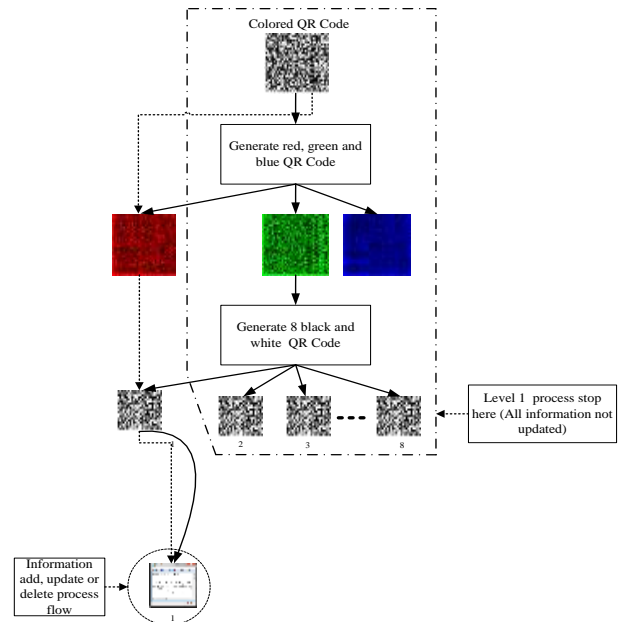 Colored QR Code
Generate red, green and
blue QR Code
Generate 8 black and
white  QR Code
1
2
3
8
Level 1  process stop
here (All information not
updated)
Information
add, update or
delete process
flow
1